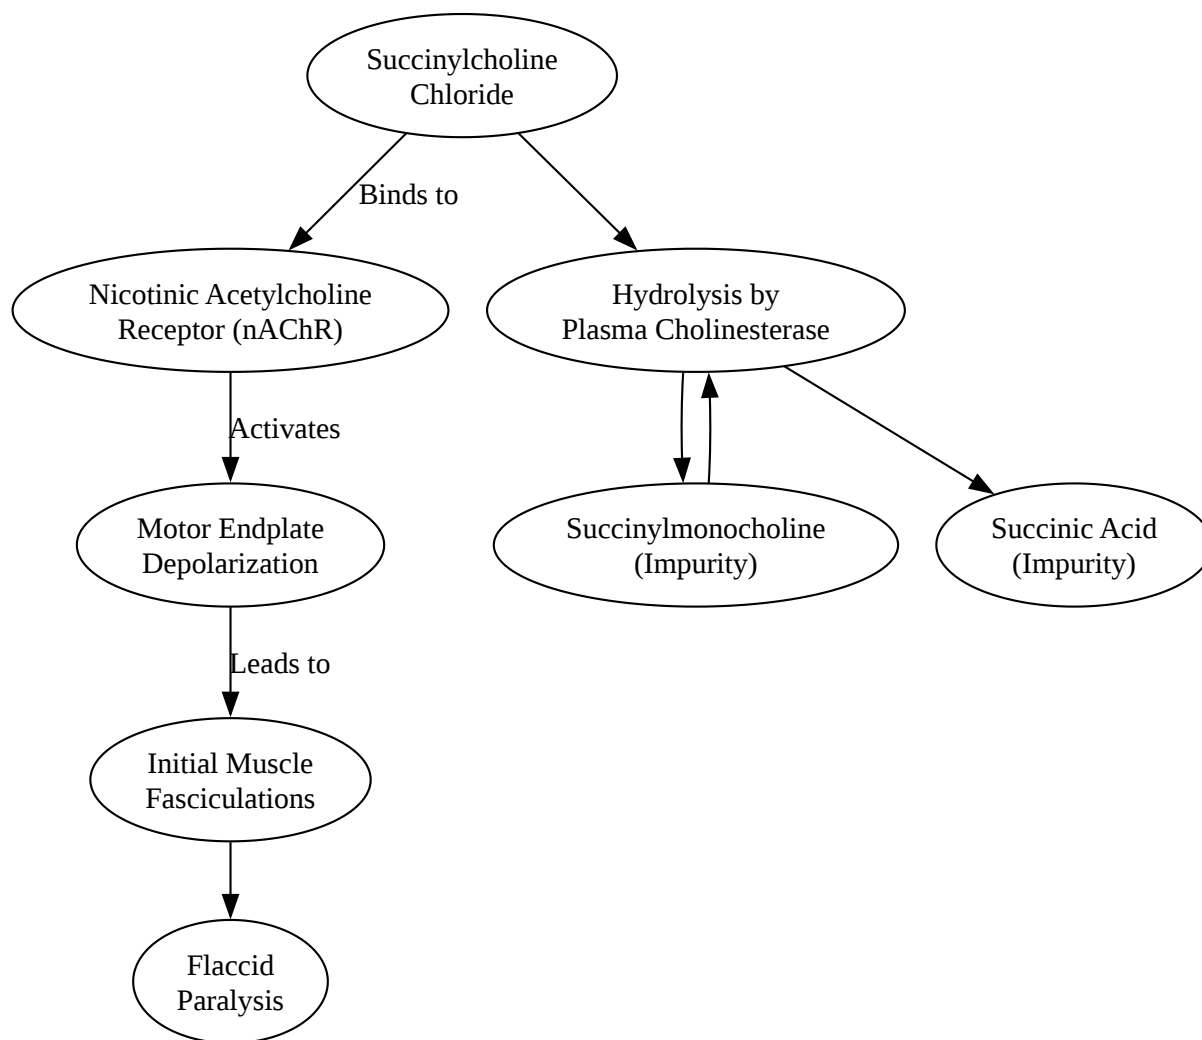 Succinylcholine
Chloride
Binds to
Nicotinic Acetylcholine
Receptor (nAChR)
Hydrolysis by
Plasma Cholinesterase
Activates
Motor Endplate
Depolarization
Succinylmonocholine
(Impurity)
Succinic Acid
(Impurity)
Leads to
Initial Muscle
Fasciculations
Flaccid
Paralysis